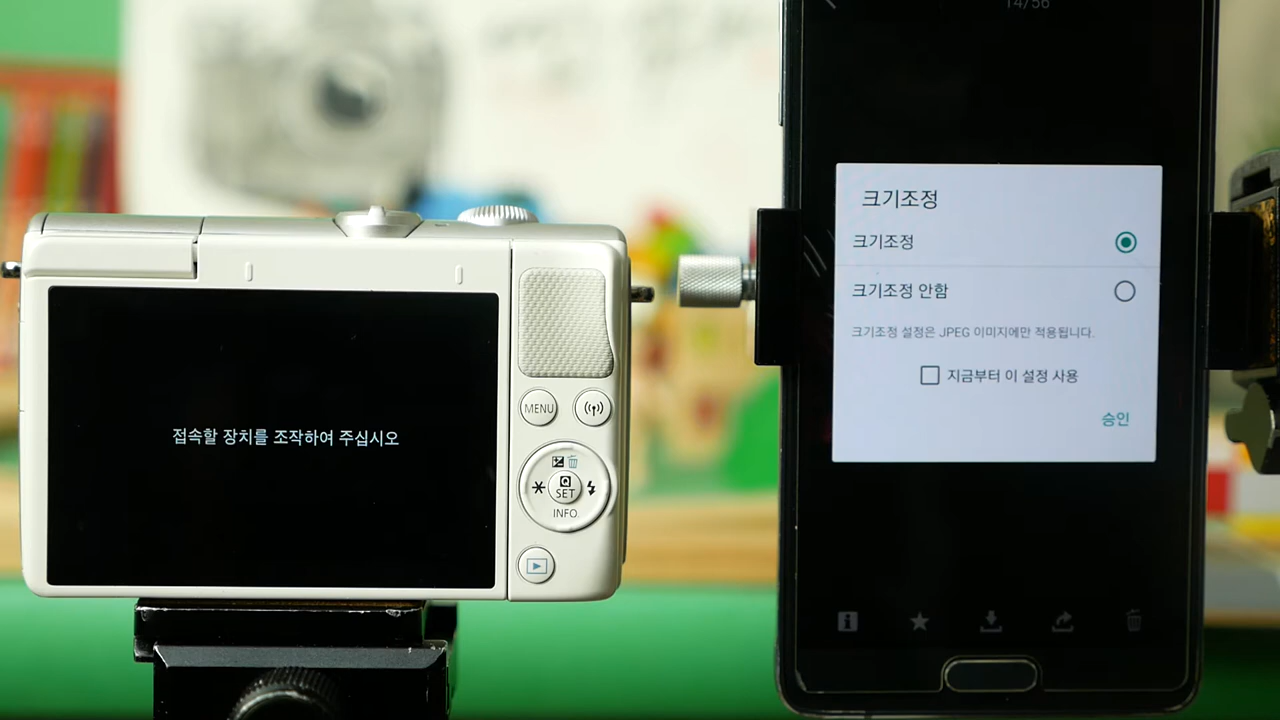 14/56
크기조정
크기조정
크기조정 안함
크기조정 설정은 JPEG 이미지에만 적용됩니다.
지금부터 이 설정 사용
승인
접속할 장치를 조작하여 주십시오
MENU
SET
INFO.